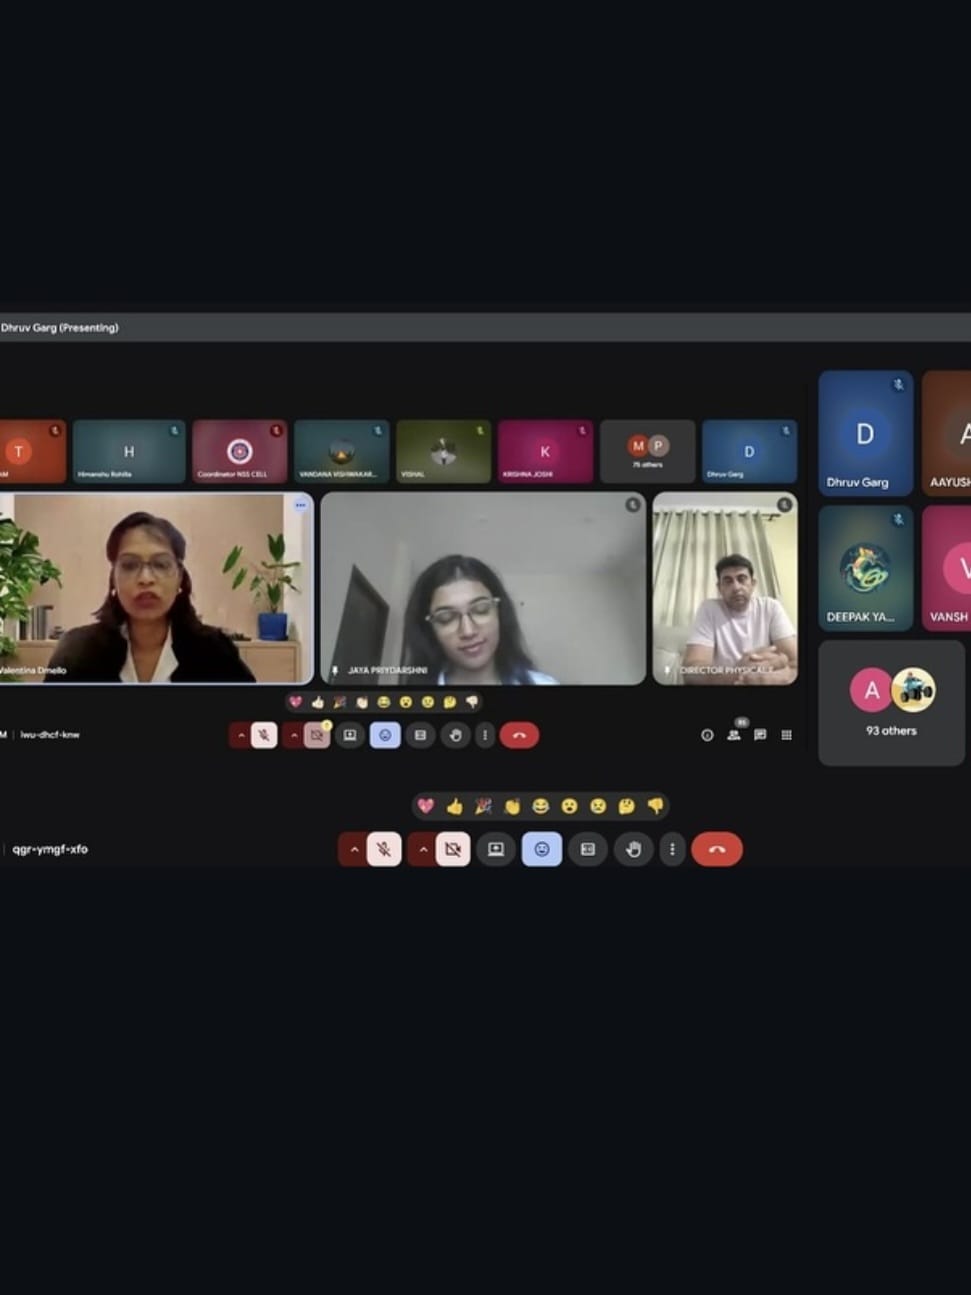 Dhruv Garg (Presenting)
T
H
K
M P
D
Himanshu Rohilla
Coordinator NSS CELL
VANDANA VISHWAKAR...
VISHAL
KRISHNA JOSHI
75 others
Dhruv Garg
Valentina Dmello
JAYA PRIYDARSHNI
DIRECTOR PHYSICAL E...
M | iwu-dhcf-knw
D
Dhruv Garg
A
AAYUSH
DEEPAK YA...
V
VANSH
A
93 others
qgr-ymgf-xfo